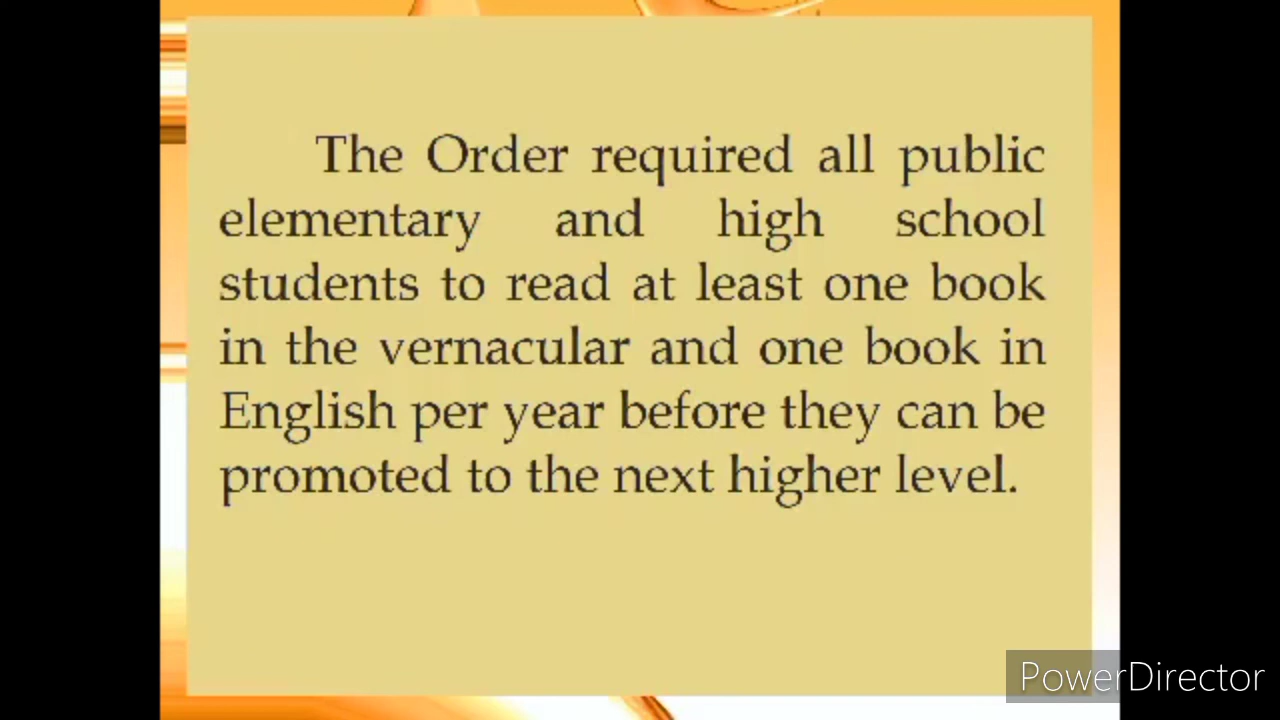 The Order required all public
elementary and high school
students to read at least one book
in the vernacular and one book in
English per year before they can be
promoted to the next higher level.
PowerDirector